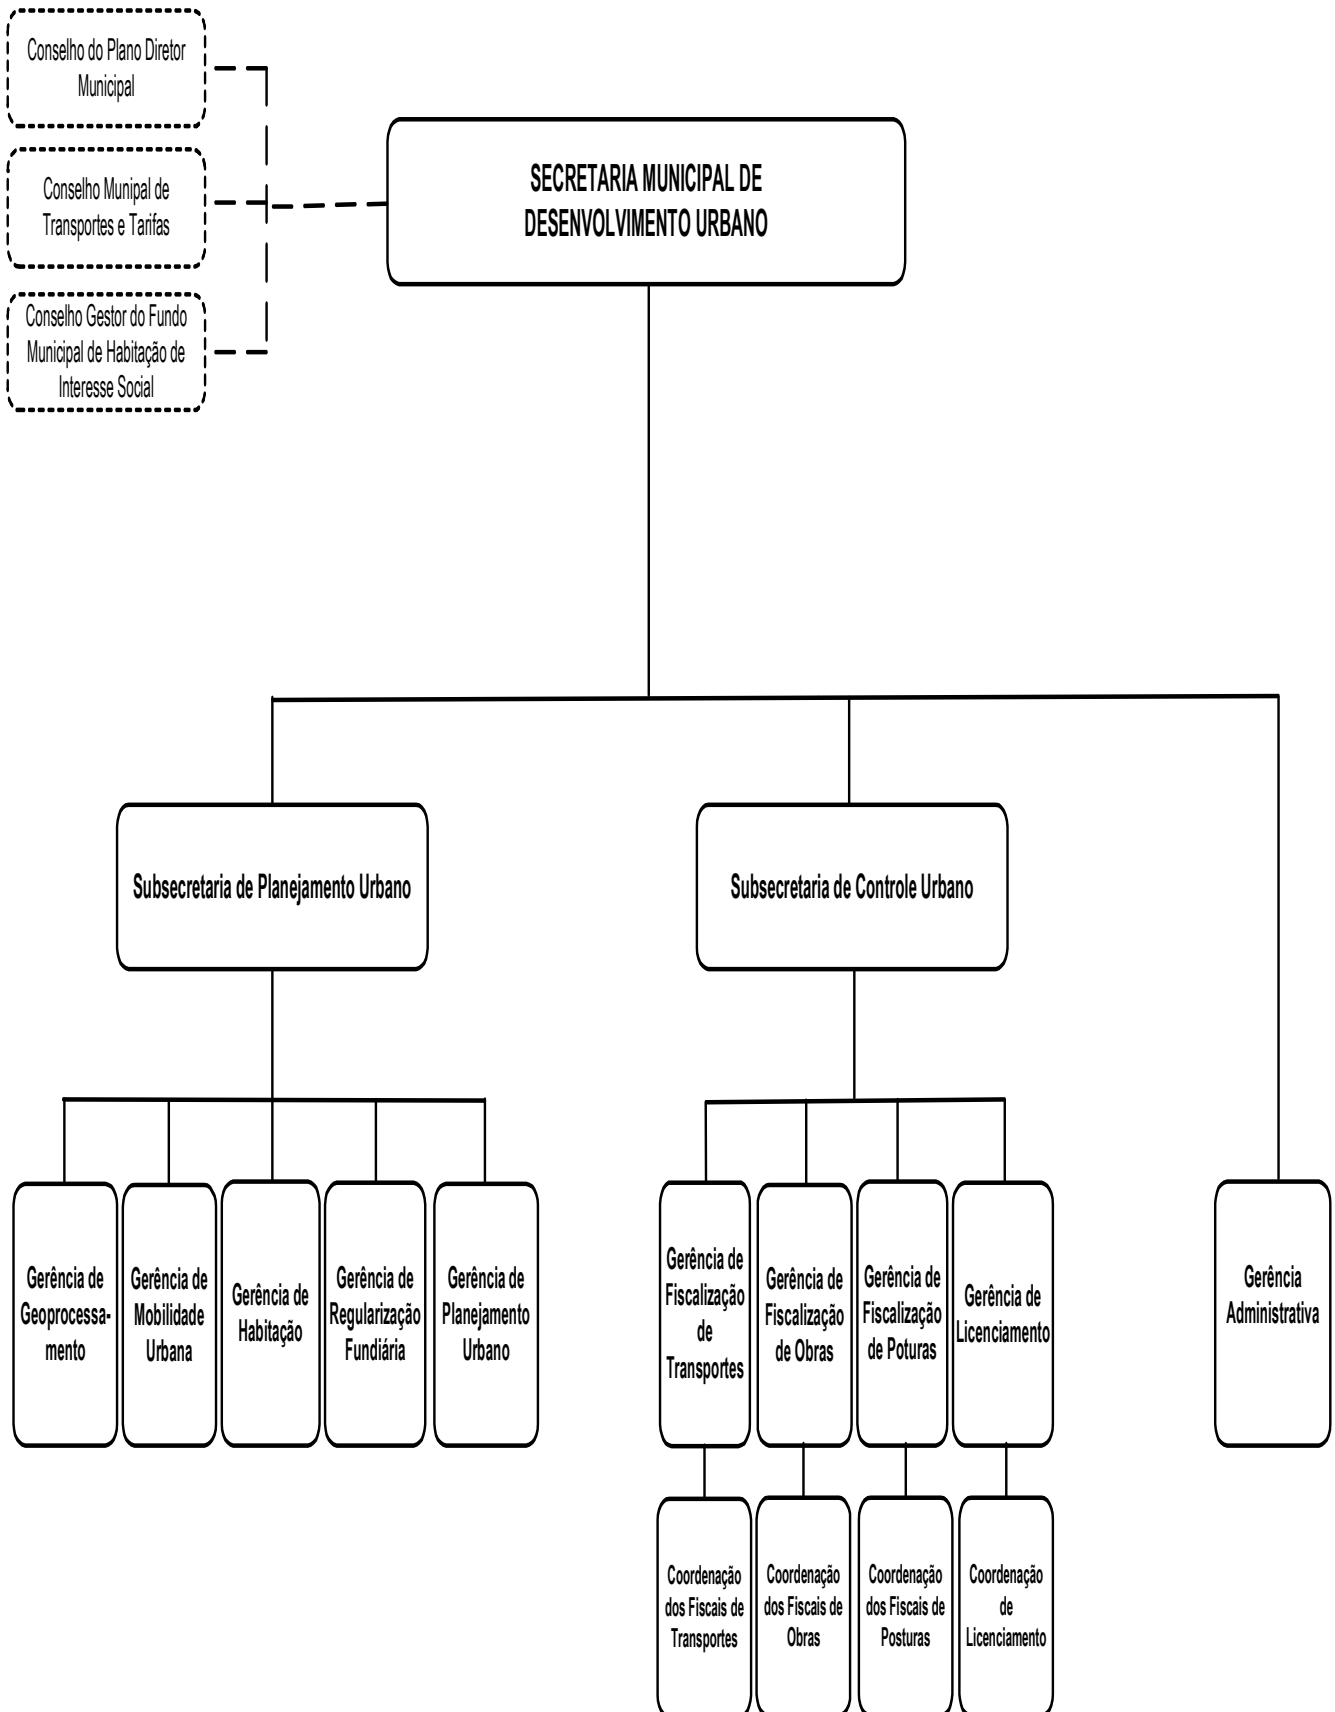 Conselho do Plano Diretor
Municipal
Conselho Munipal de
Transportes e Tarifas
Conselho Gestor do Fundo
Municipal de Habitação de
Interesse Social
SECRETARIA MUNICIPAL DE
DESENVOLVIMENTO URBANO
Subsecretaria de Planejamento Urbano
Subsecretaria de Controle Urbano
Gerência de
Geoprocessa-
mento
Gerência de
Mobilidade
Urbana
Gerência de
Habitação
Gerência de
Regularização
Fundiária
Gerência de
Planejamento
Urbano
Gerência de
Fiscalização
de
Transportes
Gerência de
Fiscalização
de Obras
Gerência de
Fiscalização
de Poturas
Gerência de
Licenciamento
Gerência
Administrativa
Coordenação
dos Fiscais de
Transportes
Coordenação
dos Fiscais de
Obras
Coordenação
dos Fiscais de
Posturas
Coordenação
de
Licenciamento